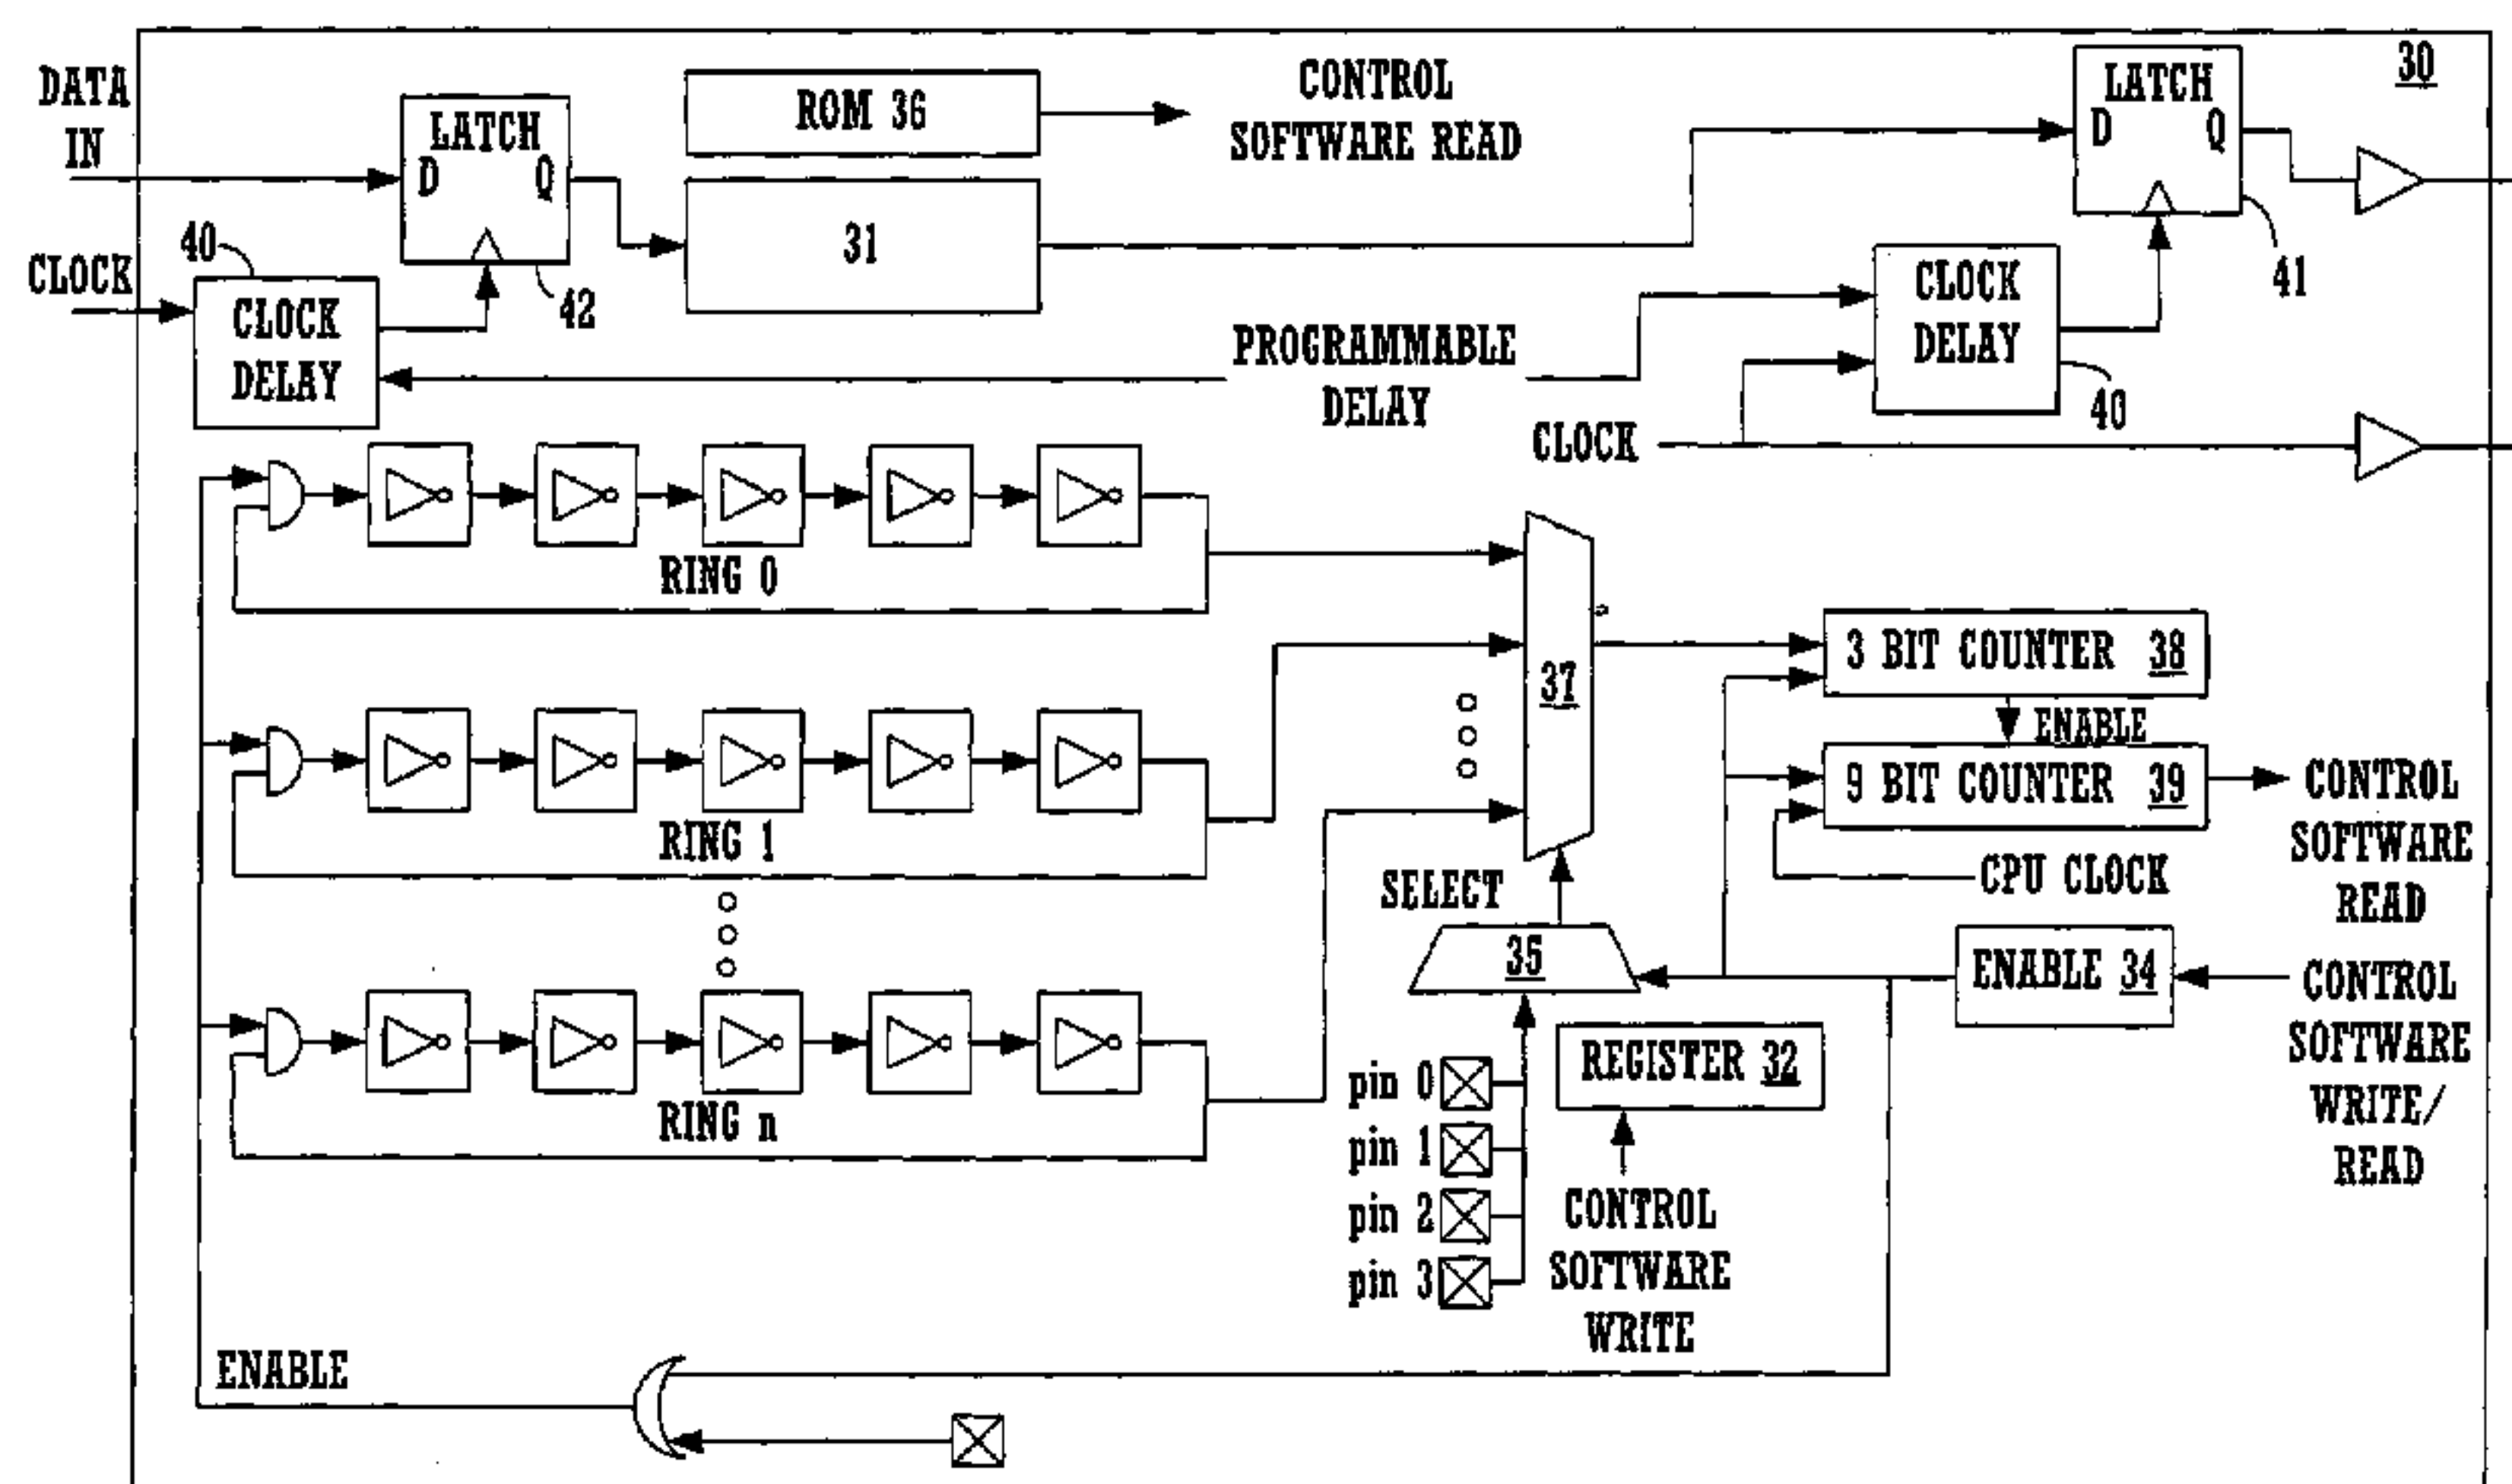 30
DATA
IN
LATCH
D Q
42
ROM 36
CONTROL
SOFTWARE READ
31
LATCH
D Q
41
CLOCK
40
CLOCK
DELAY
PROGRAMMABLE
DELAY
CLOCK
DELAY
40
CLOCK
RING 0
RING 1
RING n
37
3 BIT COUNTER 38
ENABLE
9 BIT COUNTER 39
CONTROL
SOFTWARE
READ
CPU CLOCK
SELECT
35
ENABLE 34
CONTROL
SOFTWARE
WRITE/
READ
REGISTER 32
pin 0
pin 1
pin 2
pin 3
CONTROL
SOFTWARE
WRITE
ENABLE